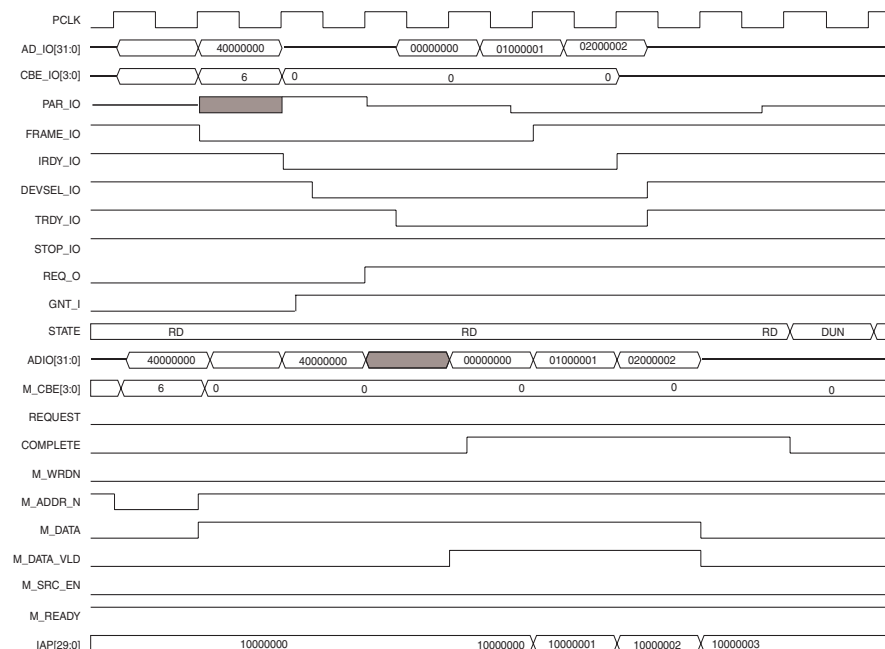 PCLK
AD_IO[31:0] 40000000 00000000 01000001 02000002
CBE_IO[3:0] 6 0 0 0
PAR_IO
FRAME_IO
IRDY_IO
DEVSEL_IO
TRDY_IO
STOP_IO
REQ_O
GNT_I
STATE RD RD RD DUN
ADIO[31:0] 40000000 40000000 00000000 01000001 02000002
M_CBE[3:0] 6 0 0 0 0 0
REQUEST
COMPLETE
M_WRDN
M_ADDR_N
M_DATA
M_DATA_VLD
M_SRC_EN
M_READY
IAP[29:0] 10000000 10000000 10000001 10000002 10000003